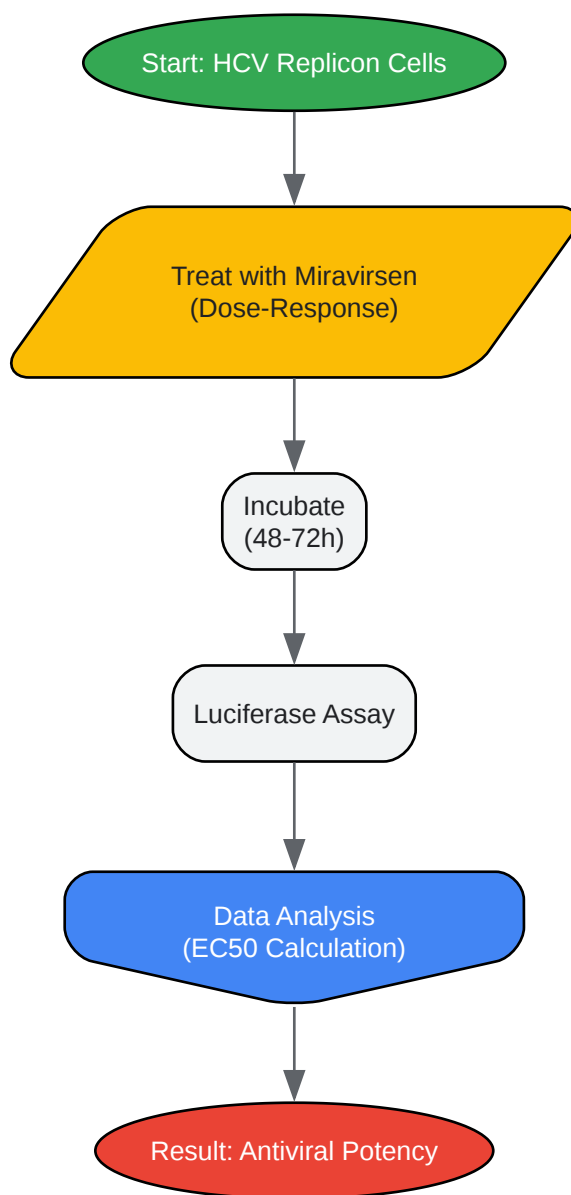 Start: HCV Replicon Cells
Treat with Miravirsen
(Dose-Response)
Incubate
(48-72h)
Luciferase Assay
Data Analysis
(EC50 Calculation)
Result: Antiviral Potency